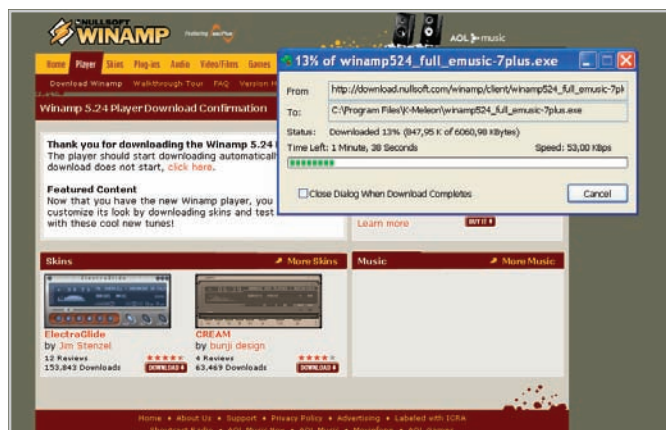 NULLSOFT
WINAMP
Featuring
AOL music
Home Player Skins Plug-ins Audio Video/Films Games
Download Winamp Walkthrough Tour FAQ Version H
Winamp 5.24 Player Download Confirmation
Thank you for downloading the Winamp 5.24
The player should start downloading automatically
download does not start, click here.
Featured Content
Now that you have the new Winamp player, you
customize its look by downloading skins and test
with these cool new tunes!
13% of winamp524_full_emusic-7plus.exe
From http://download.nullsoft.com/winamp/client/winamp524_full_emusic-7pl
To: C:\Program Files\K-Meleon\winamp524_full_emusic-7plus.exe
Status: Downloaded 13% (847,95 K of 6060,98 KBytes)
Time Left: 1 Minute, 38 Seconds Speed: 53,00 KBps
Close Dialog When Download Completes Cancel
Learn more BUY IT
Skins More Skins Music More Music
ElectraGlide CREAM
by Jim Stenzel by bunji design
12 Reviews 4 Reviews
153,843 Downloads DOWNLOAD 63,469 Downloads DOWNLOAD
Home • About Us • Support • Privacy Policy • Advertising • Labeled with ICRA